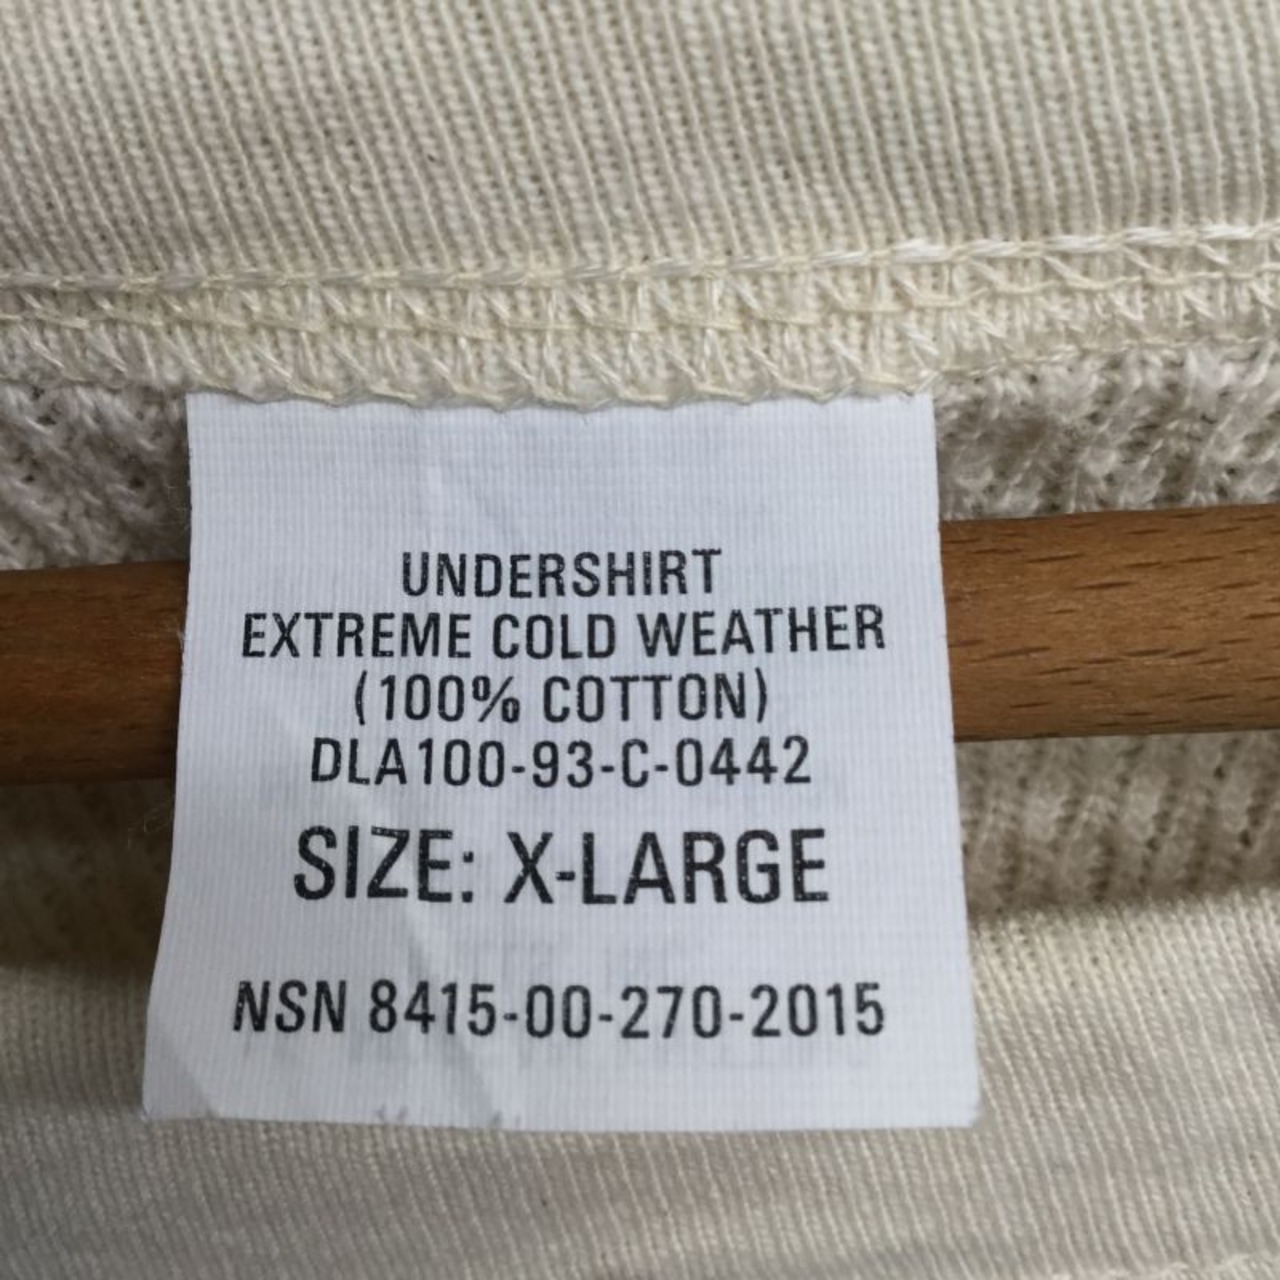 UNDERSHIRT
EXTREME COLD WEATHER
(100% COTTON)
DLA100-93-C-0442
SIZE: X-LARGE
NSN 8415-00-270-2015